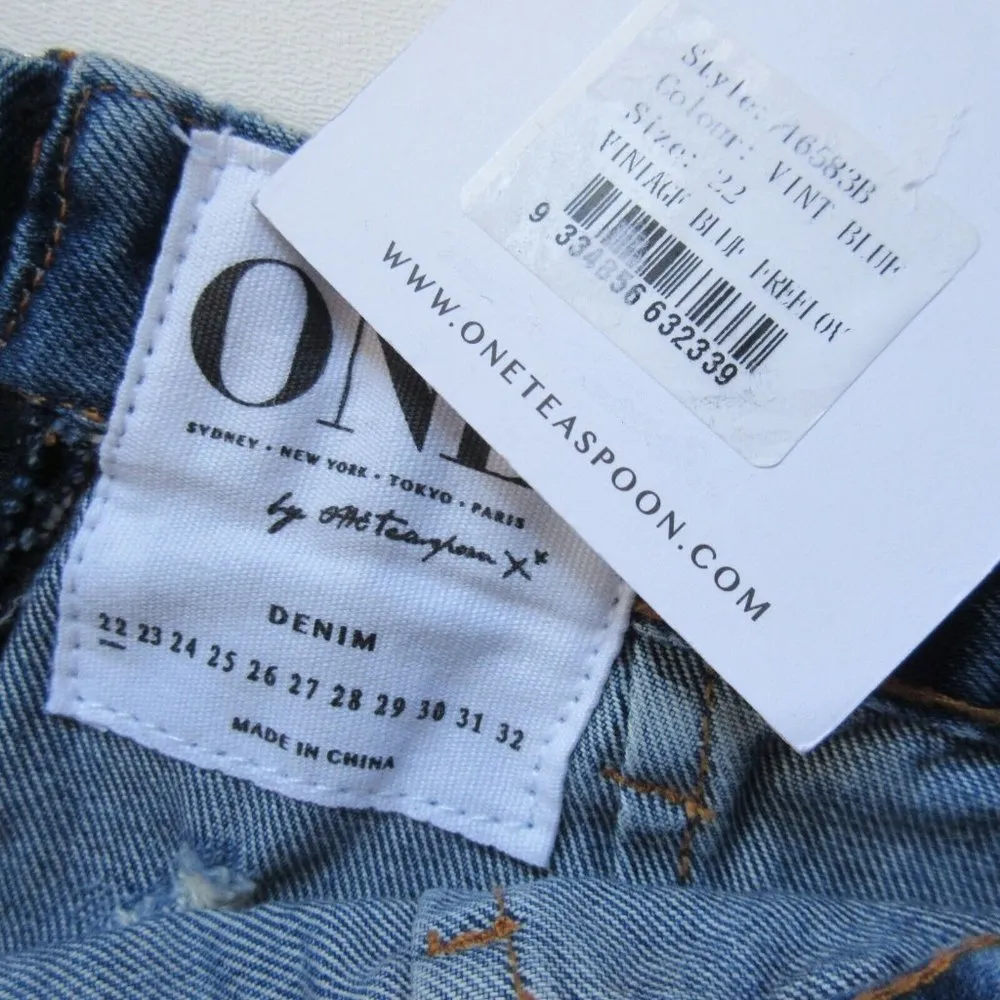 Style: 16583B
Colour: VINT BLUE
Size: 22
VINTAGE BLUE FREELOV
9 334856 632339
WWW.ONETEASPOON.COM
ONE
SYDNEY • NEW YORK • TOKYO • PARIS
by One Teaspoon X*
DENIM
22 23 24 25 26 27 28 29 30 31 32
MADE IN CHINA